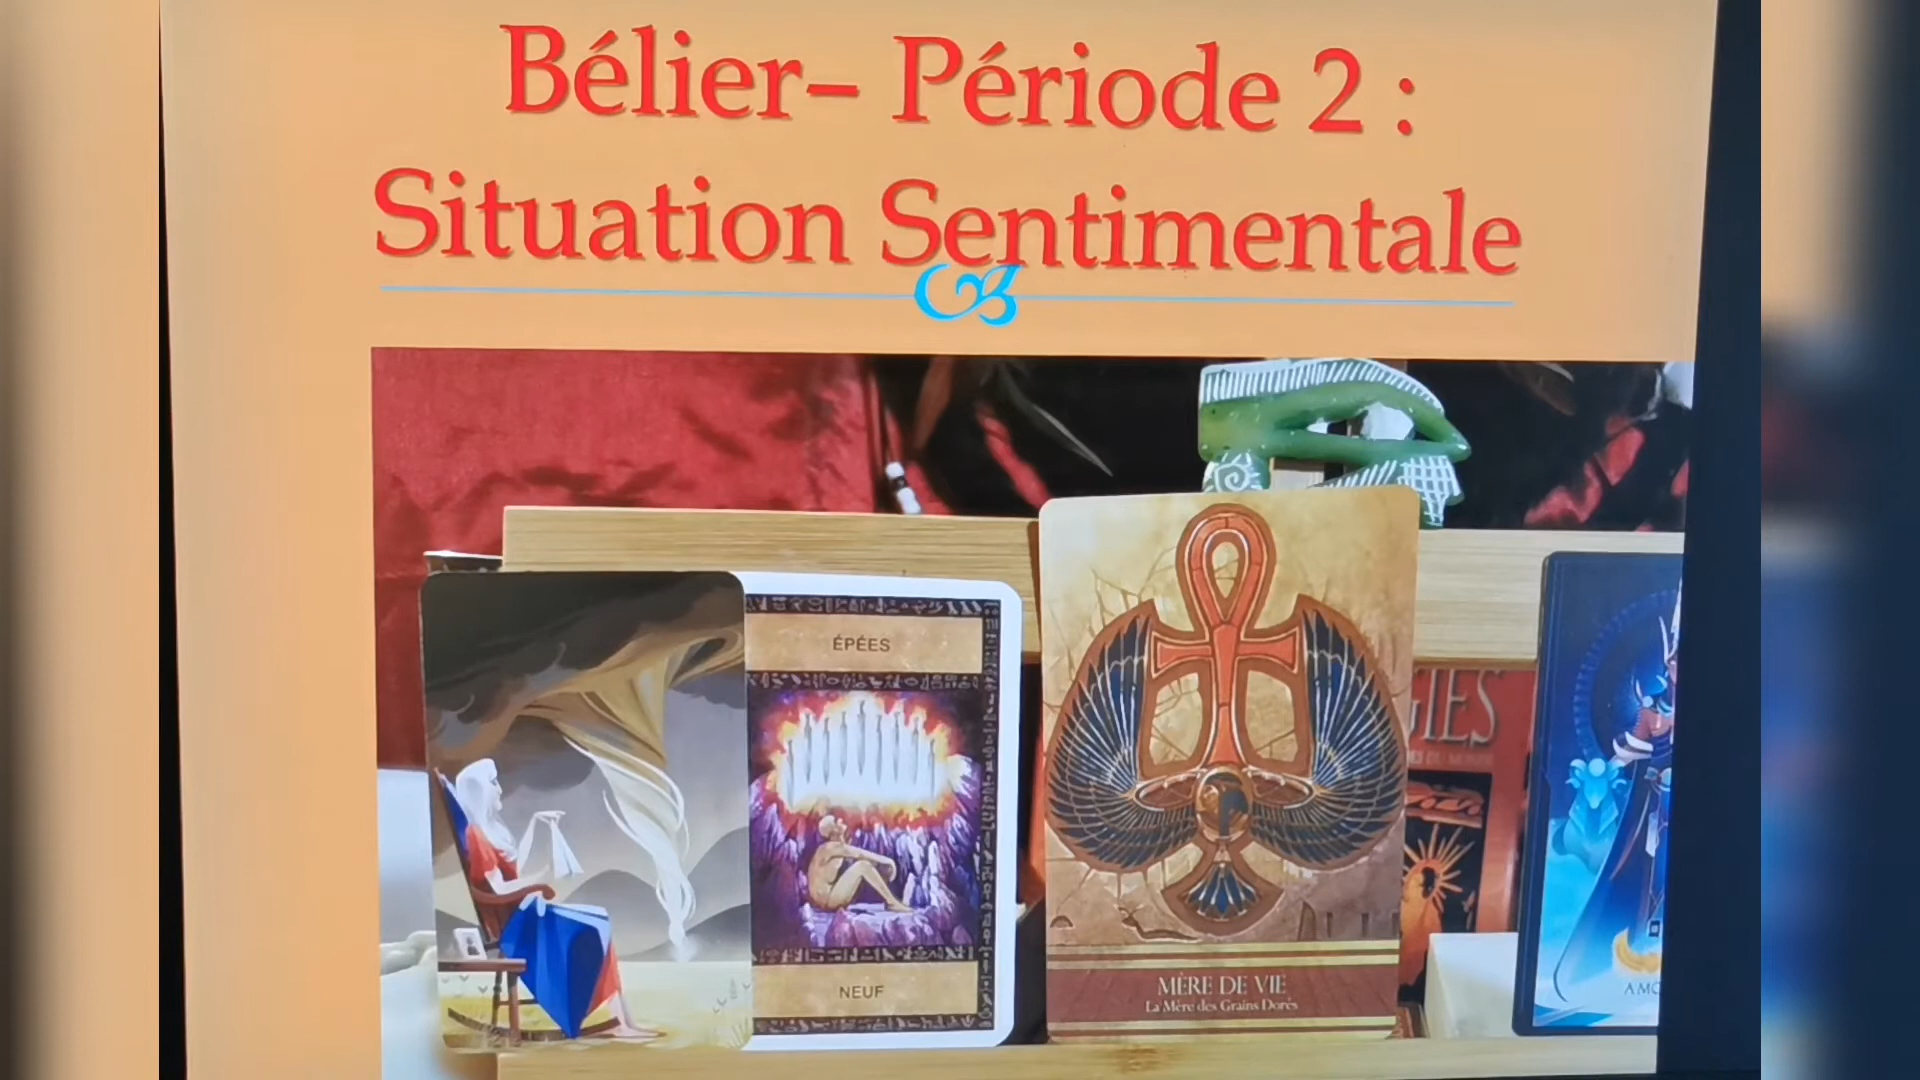 Bélier– Période 2 :
Situation Sentimentale
ÉPÉES
NEUF
MÈRE DE VIE
La Mère des Grains Dorés